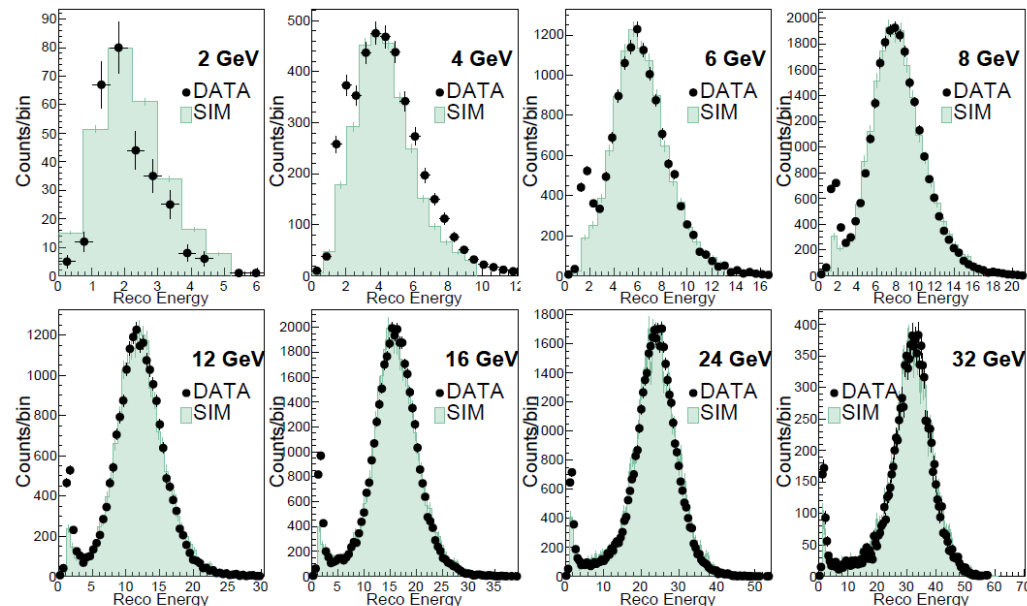 2 GeV
DATA
SIM
Counts/bin
90
80
70
60
50
40
30
20
10
0
0 1 2 3 4 5 6
Reco Energy
4 GeV
DATA
SIM
Counts/bin
500
400
300
200
100
0
0 2 4 6 8 10 12
Reco Energy
6 GeV
DATA
SIM
Counts/bin
1200
1000
800
600
400
200
0
0 2 4 6 8 10 12 14 16
Reco Energy
8 GeV
DATA
SIM
Counts/bin
2000
1800
1600
1400
1200
1000
800
600
400
200
0
0 2 4 6 8 10 12 14 16 18 20
Reco Energy
12 GeV
DATA
SIM
Counts/bin
1200
1000
800
600
400
200
0
0 5 10 15 20 25 30
Reco Energy
16 GeV
DATA
SIM
Counts/bin
2000
1800
1600
1400
1200
1000
800
600
400
200
0
0 5 10 15 20 25 30 35
Reco Energy
24 GeV
DATA
SIM
Counts/bin
1800
1600
1400
1200
1000
800
600
400
200
0
0 10 20 30 40 50
Reco Energy
32 GeV
DATA
SIM
Counts/bin
400
350
300
250
200
150
100
50
0
0 10 20 30 40 50 60 70
Reco Energy